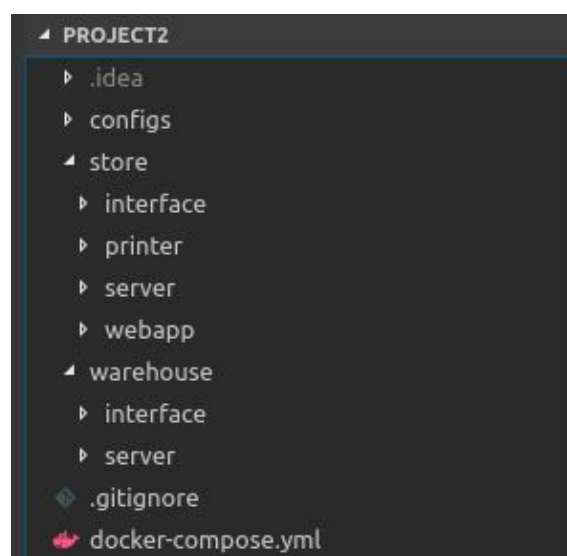 PROJECT2
.idea
configs
store
interface
printer
server
webapp
warehouse
interface
server
.gitignore
docker-compose.yml